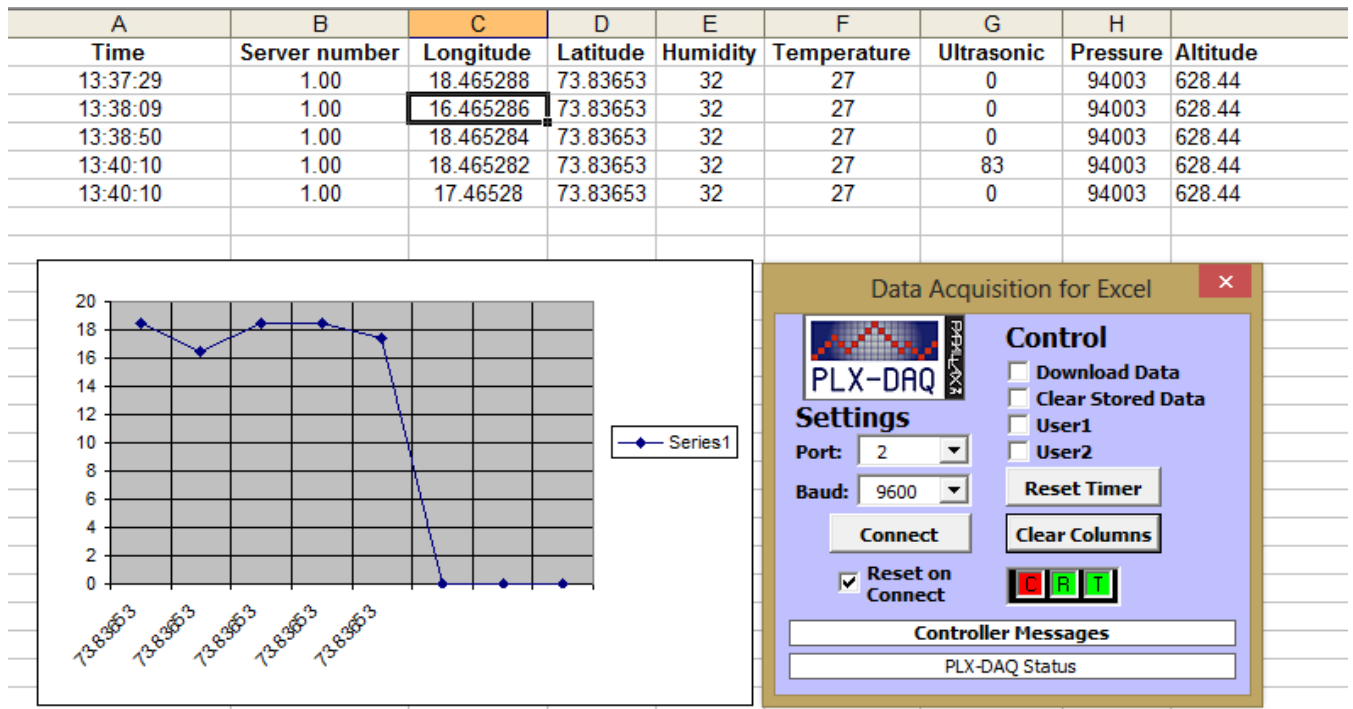 A B C D E F G H
Time Server number Longitude Latitude Humidity Temperature Ultrasonic Pressure Altitude
13:37:29 1.00 18.465288 73.83653 32 27 0 94003 628.44
13:38:09 1.00 16.465286 73.83653 32 27 0 94003 628.44
13:38:50 1.00 18.465284 73.83653 32 27 0 94003 628.44
13:40:10 1.00 18.465282 73.83653 32 27 83 94003 628.44
13:40:10 1.00 17.46528 73.83653 32 27 0 94003 628.44
20
18
16
14
12
10
8
6
4
2
0
73.83653 73.83653 73.83653 73.83653 73.83653
Series1
Data Acquisition for Excel
PLX-DAQ
PARALLAX
Settings
Port: 2
Baud: 9600
Connect
Reset on
Connect
Control
Download Data
Clear Stored Data
User1
User2
Reset Timer
Clear Columns
C R T
Controller Messages
PLX-DAQ Status